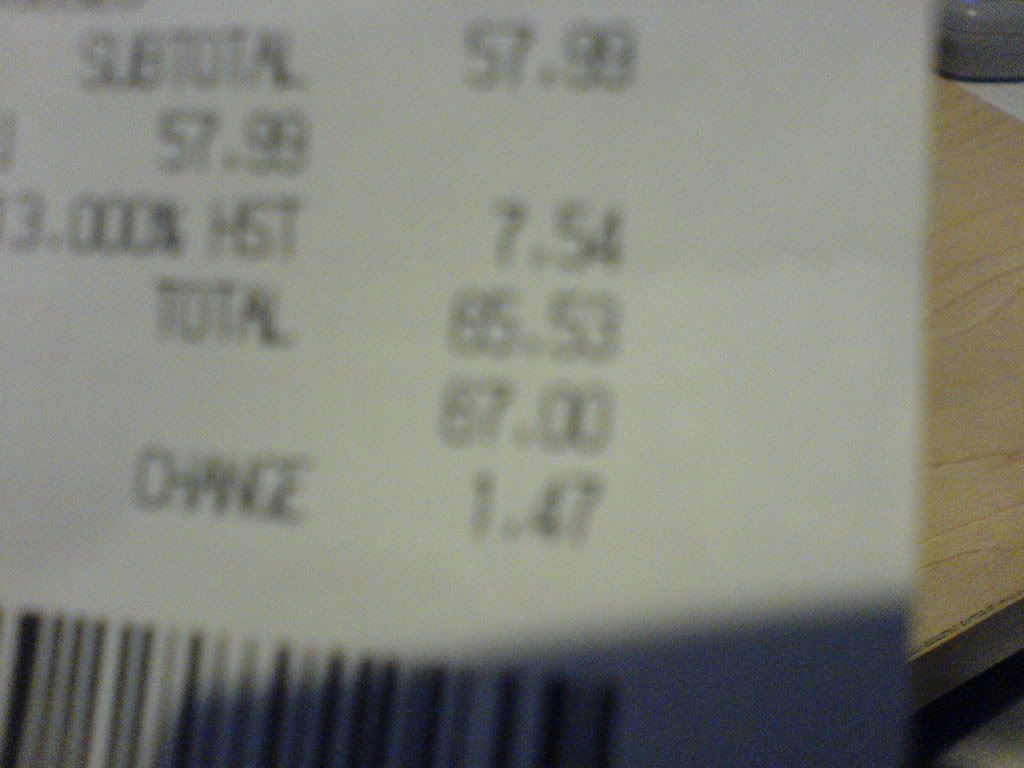 SUBTOTAL 57.99
57.99
13.000% HST 7.54
TOTAL 65.53
67.00
CHANGE 1.47